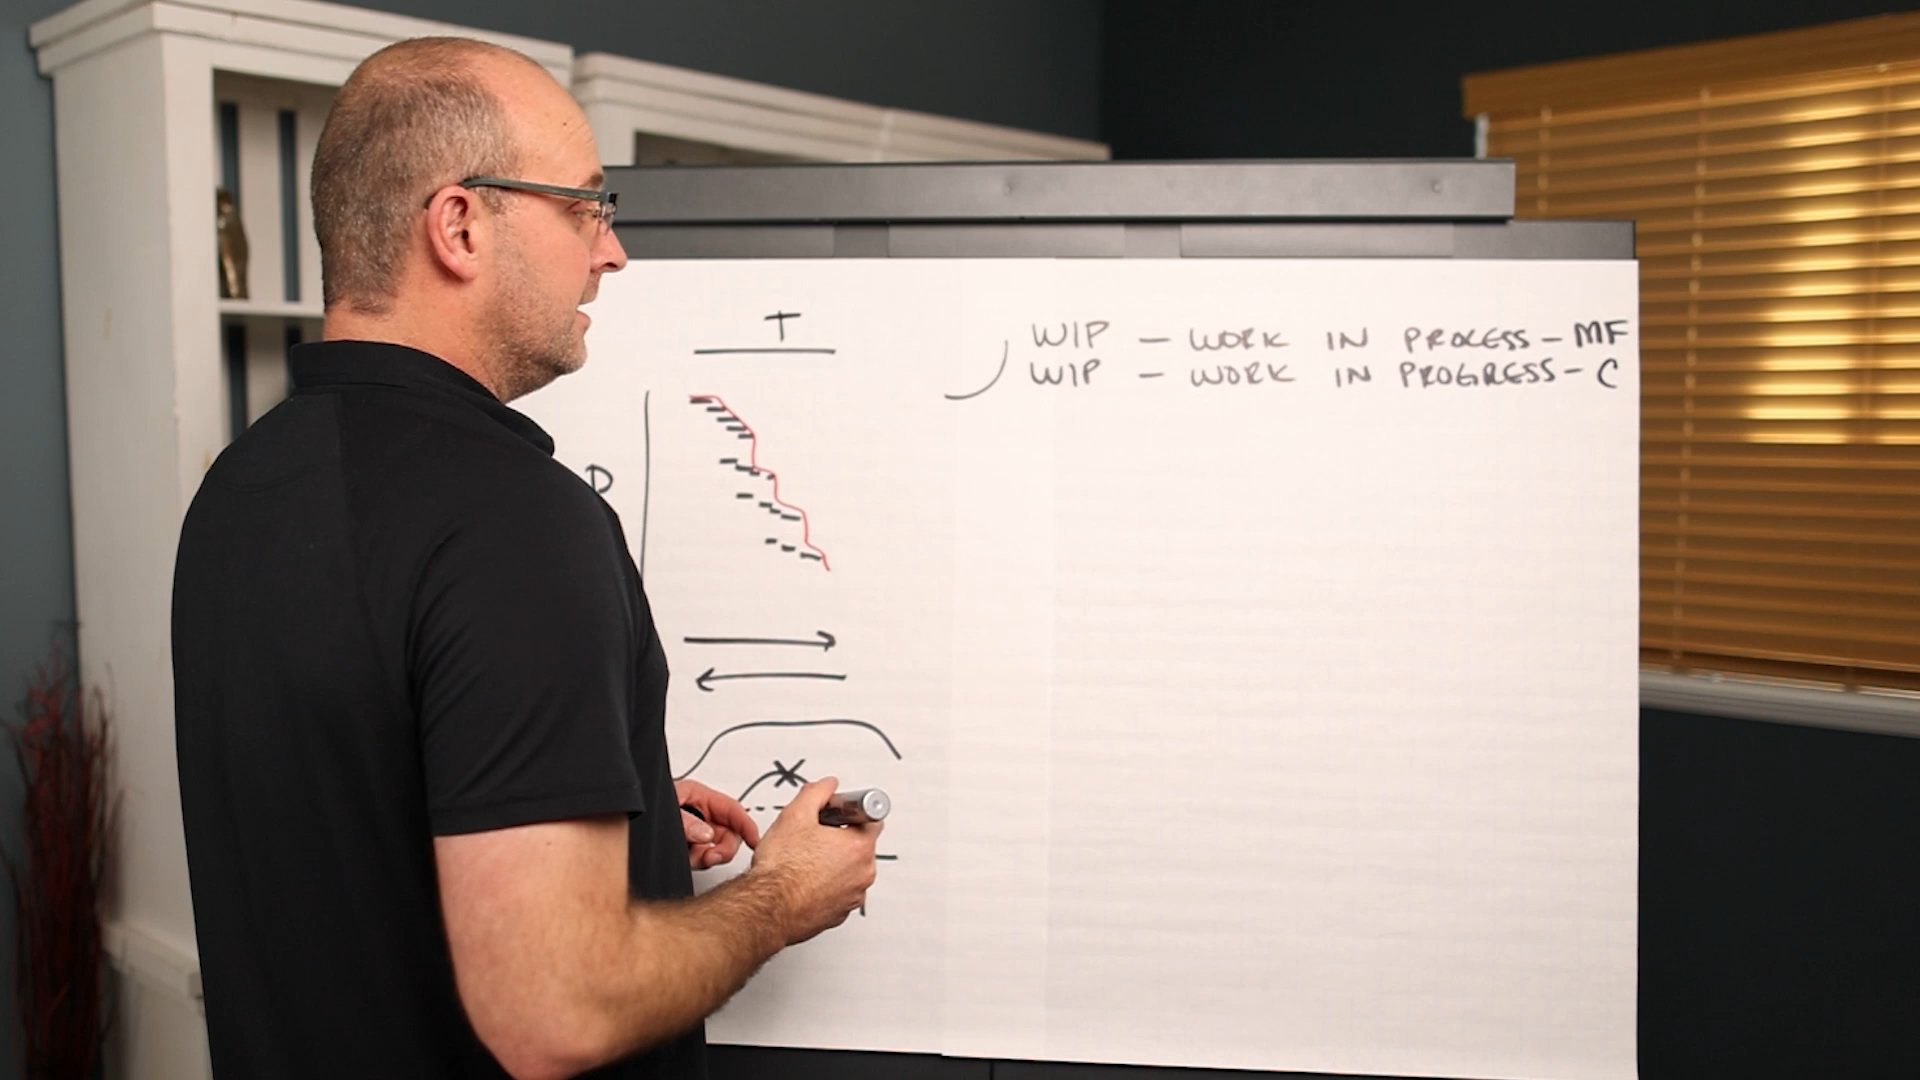 T
WIP — WORK IN PROCESS - MF
WIP — WORK IN PROGRESS - C
D